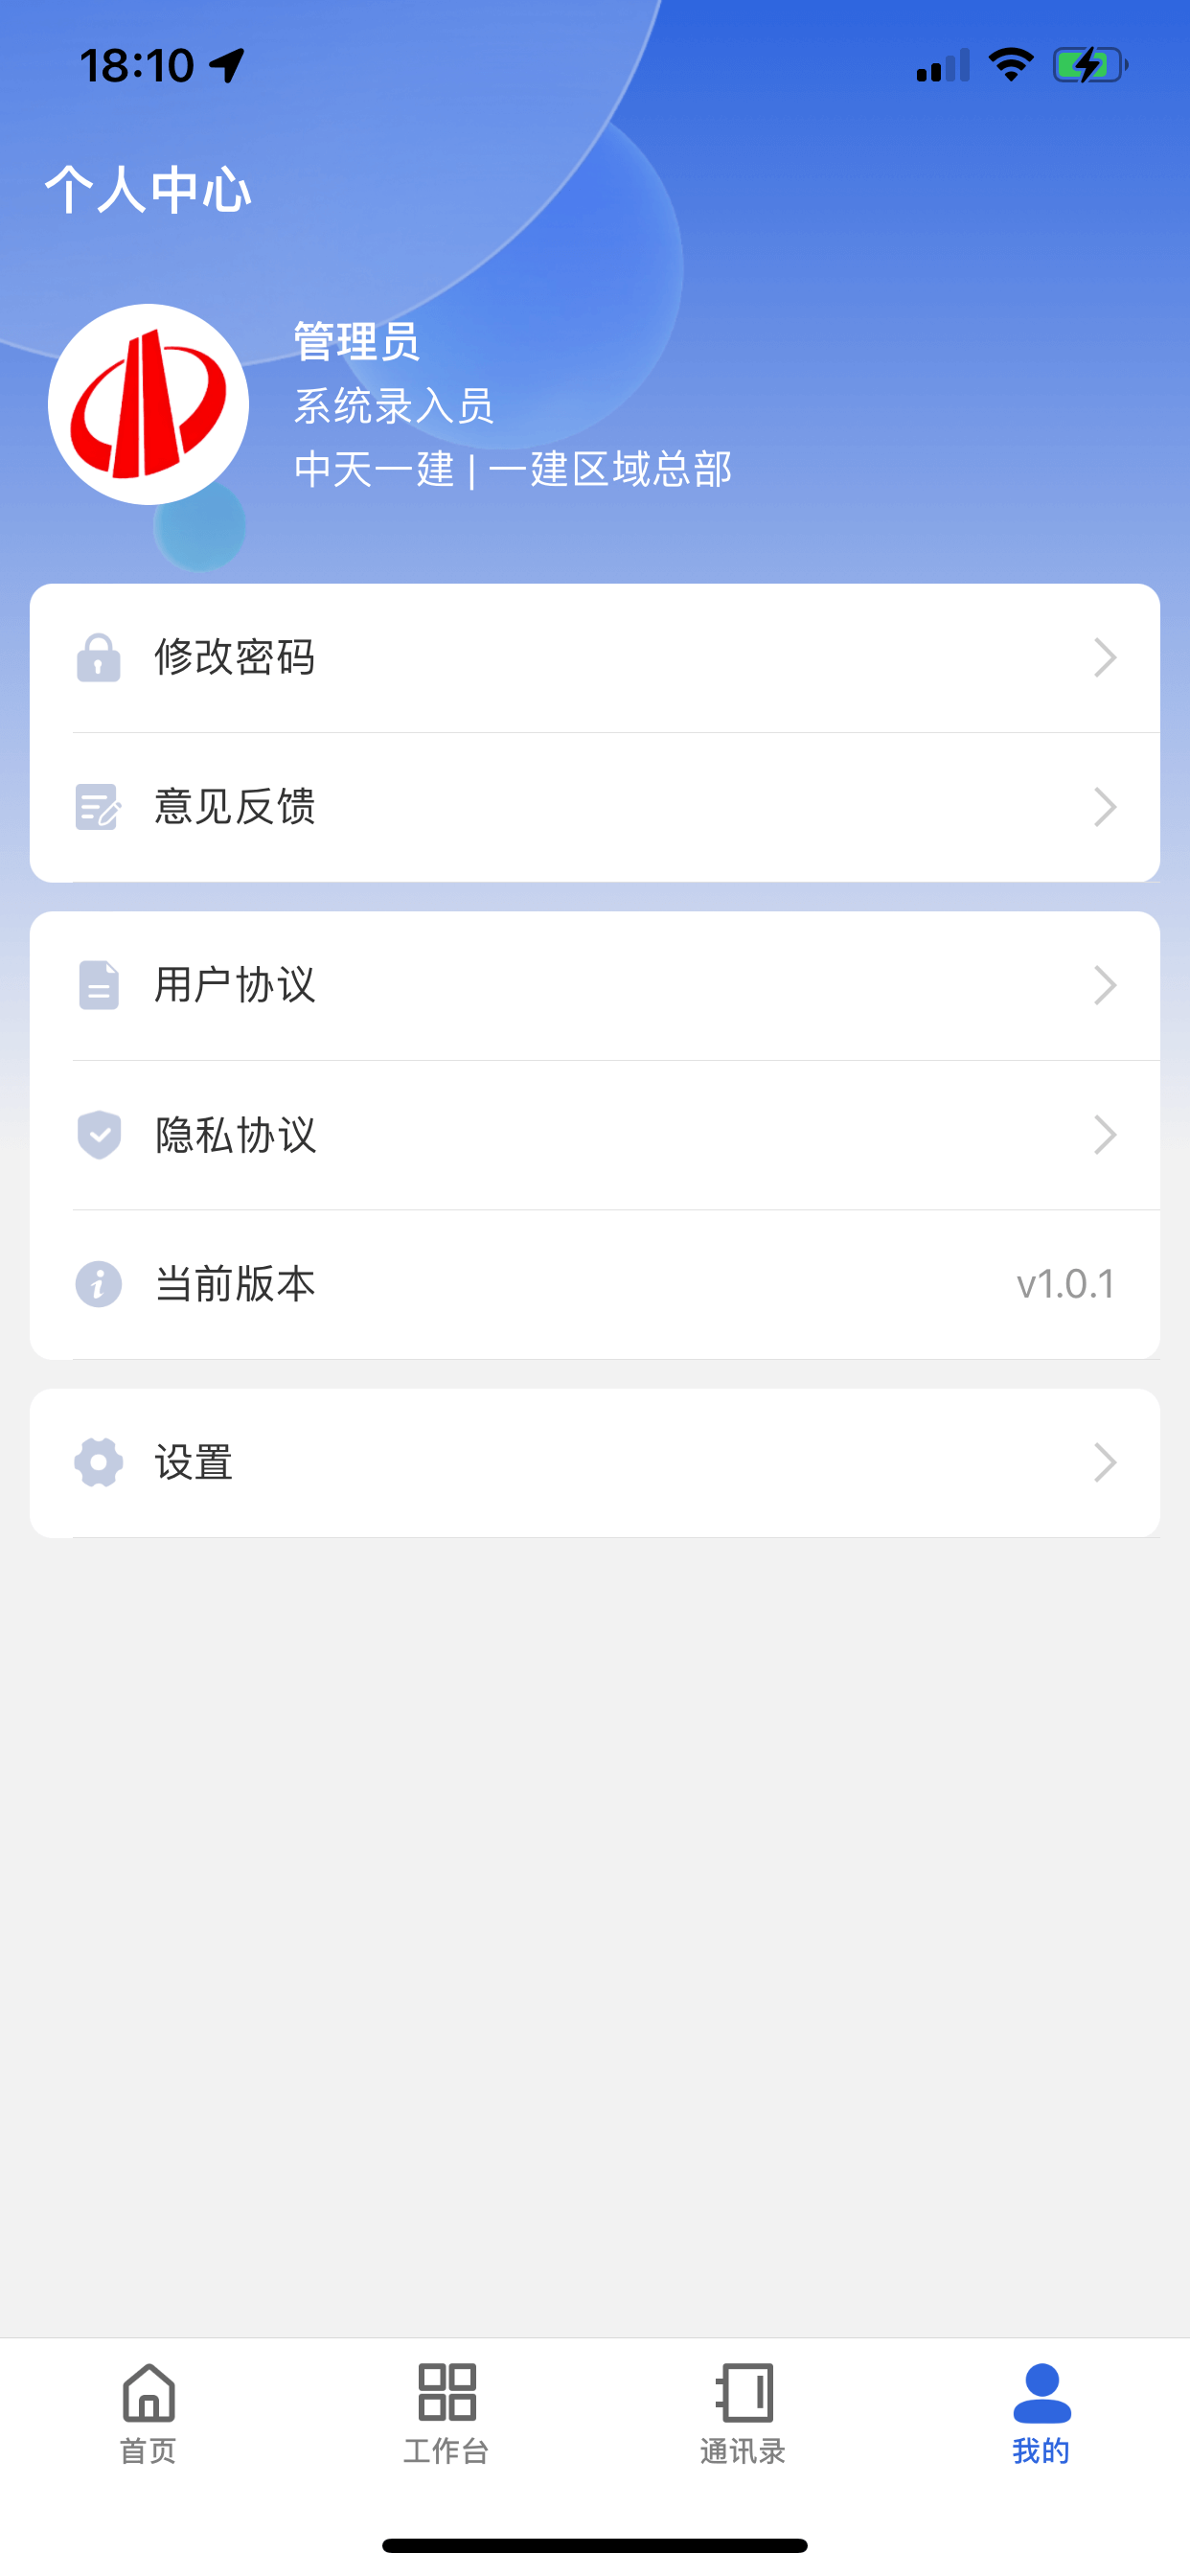 18:10
个人中心
管理员
系统录入员
中天一建 | 一建区域总部
修改密码
意见反馈
用户协议
隐私协议
当前版本 v1.0.1
设置
首页 工作台 通讯录 我的